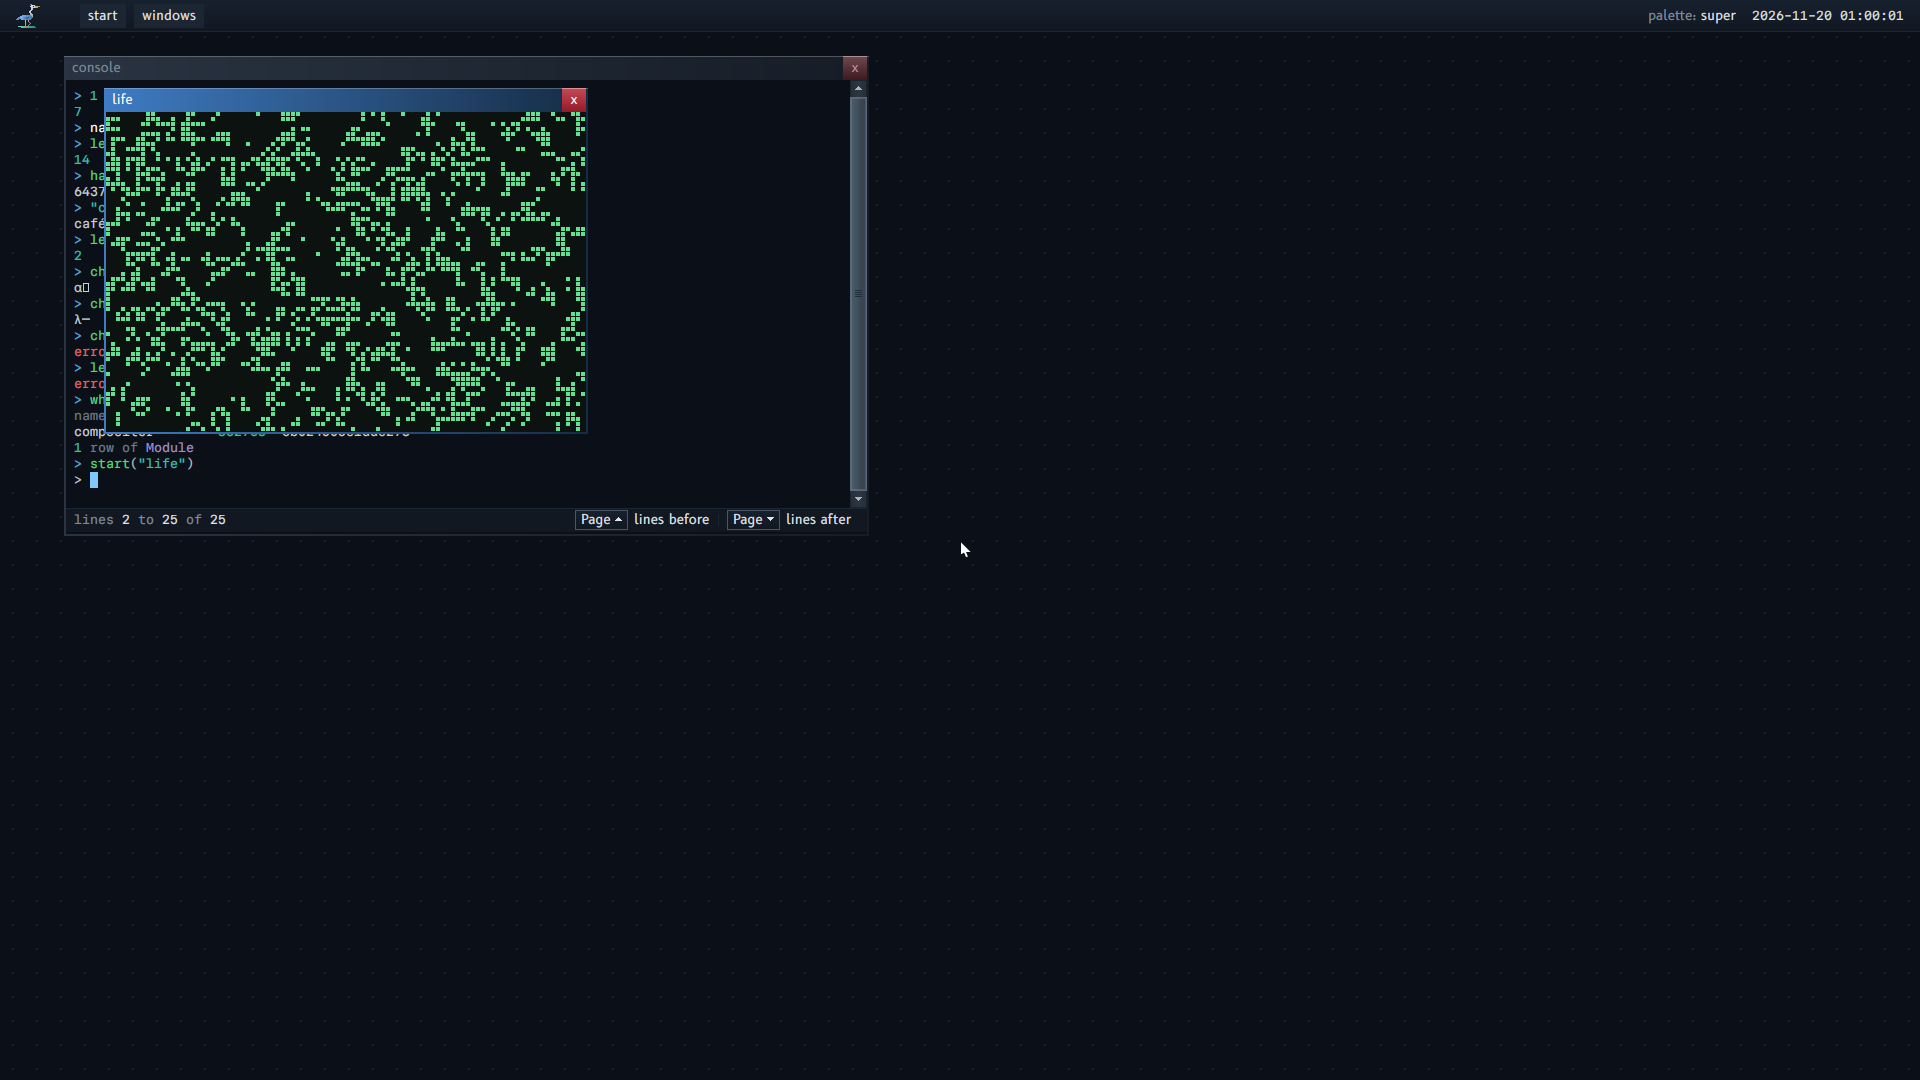 start windows palette: super 2026-11-20 01:00:01
console x
life x
> 1
7
> na
> le
14
> ha
6437
> "c
café
> le
2
> ch
α
> ch
λ─
> ch
erro
> le
erro
> wh
name
1 row of Module
> start("life")
>
lines 2 to 25 of 25 Page lines before Page lines after